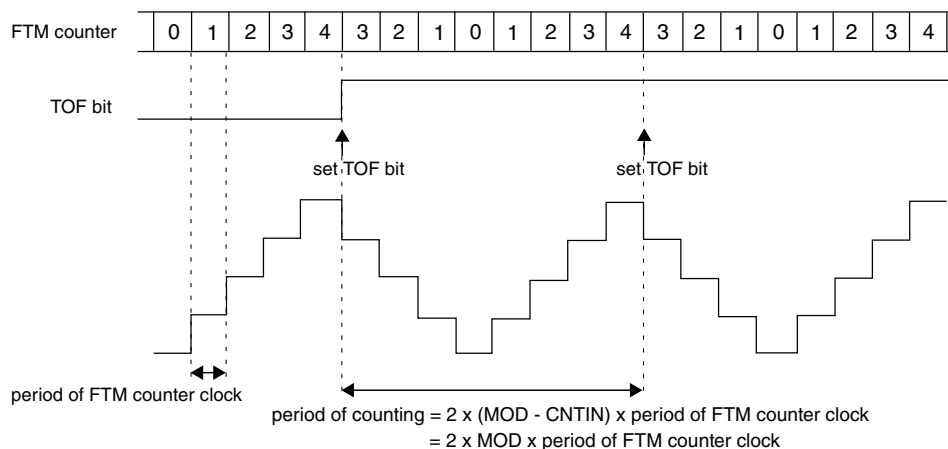 FTM counter 0 1 2 3 4 3 2 1 0 1 2 3 4 3 2 1 0 1 2 3 4
TOF bit
set TOF bit set TOF bit
period of FTM counter clock
period of counting = 2 x (MOD - CNTIN) x period of FTM counter clock
= 2 x MOD x period of FTM counter clock